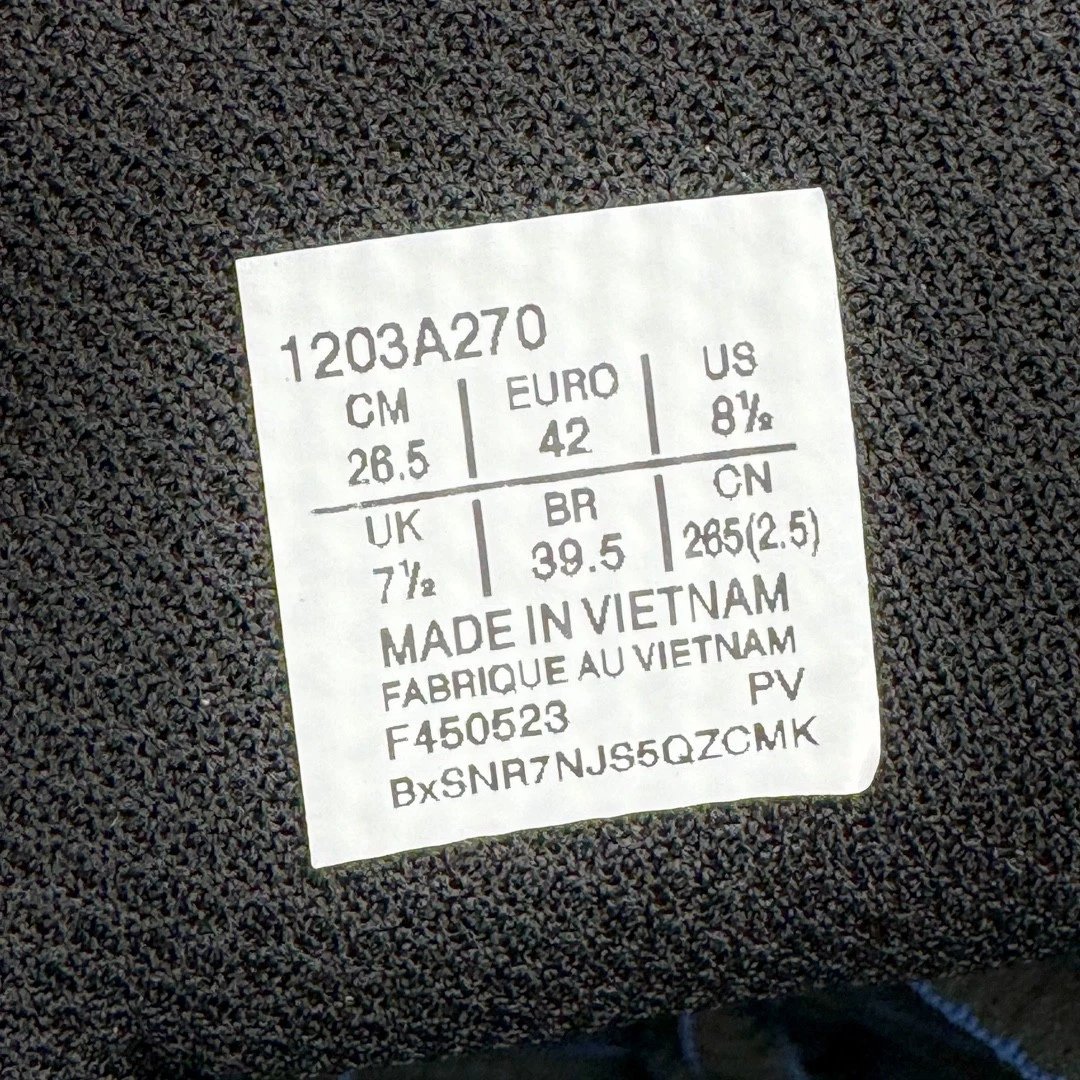 1203A270
CM | EURO | US
26.5 | 42 | 8½
UK | BR | CN
7½ | 39.5 | 265(2.5)
MADE IN VIETNAM
FABRIQUE AU VIETNAM
F450523 PV
BxSNR7NJS5QZCMK